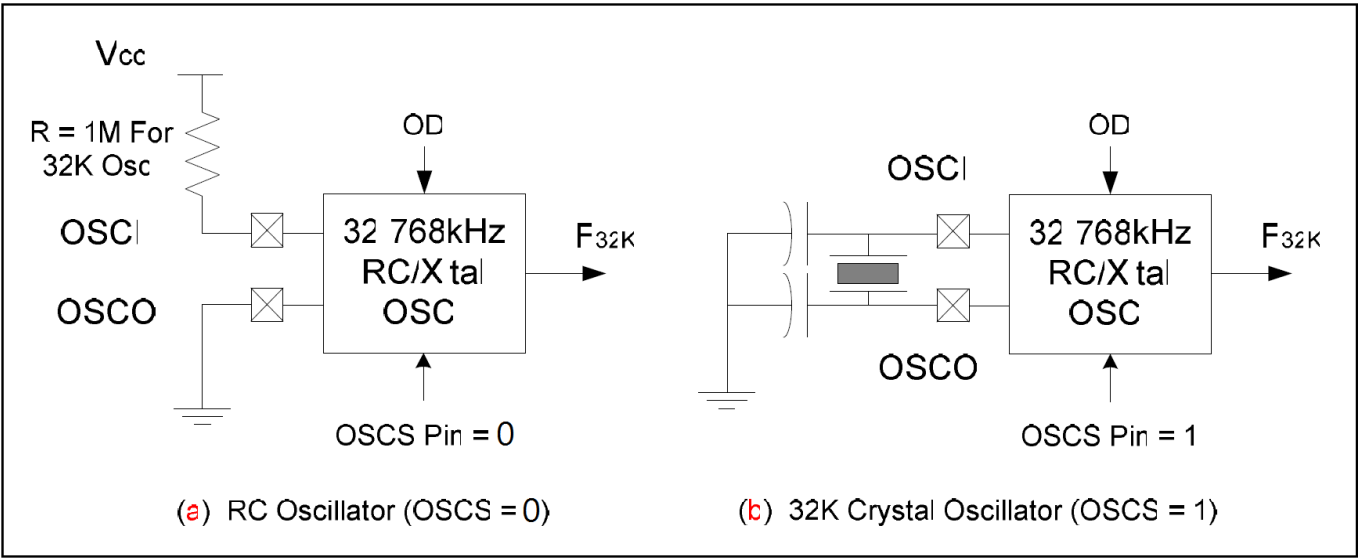 Vcc
R = 1M For
32K Osc
OSCI
OSCO
OD
32 768kHz
RC/X tal
OSC
F32K
OSCS Pin = 0
(a) RC Oscillator (OSCS = 0)
OSCI
OSCO
OD
32 768kHz
RC/X tal
OSC
F32K
OSCS Pin = 1
(b) 32K Crystal Oscillator (OSCS = 1)